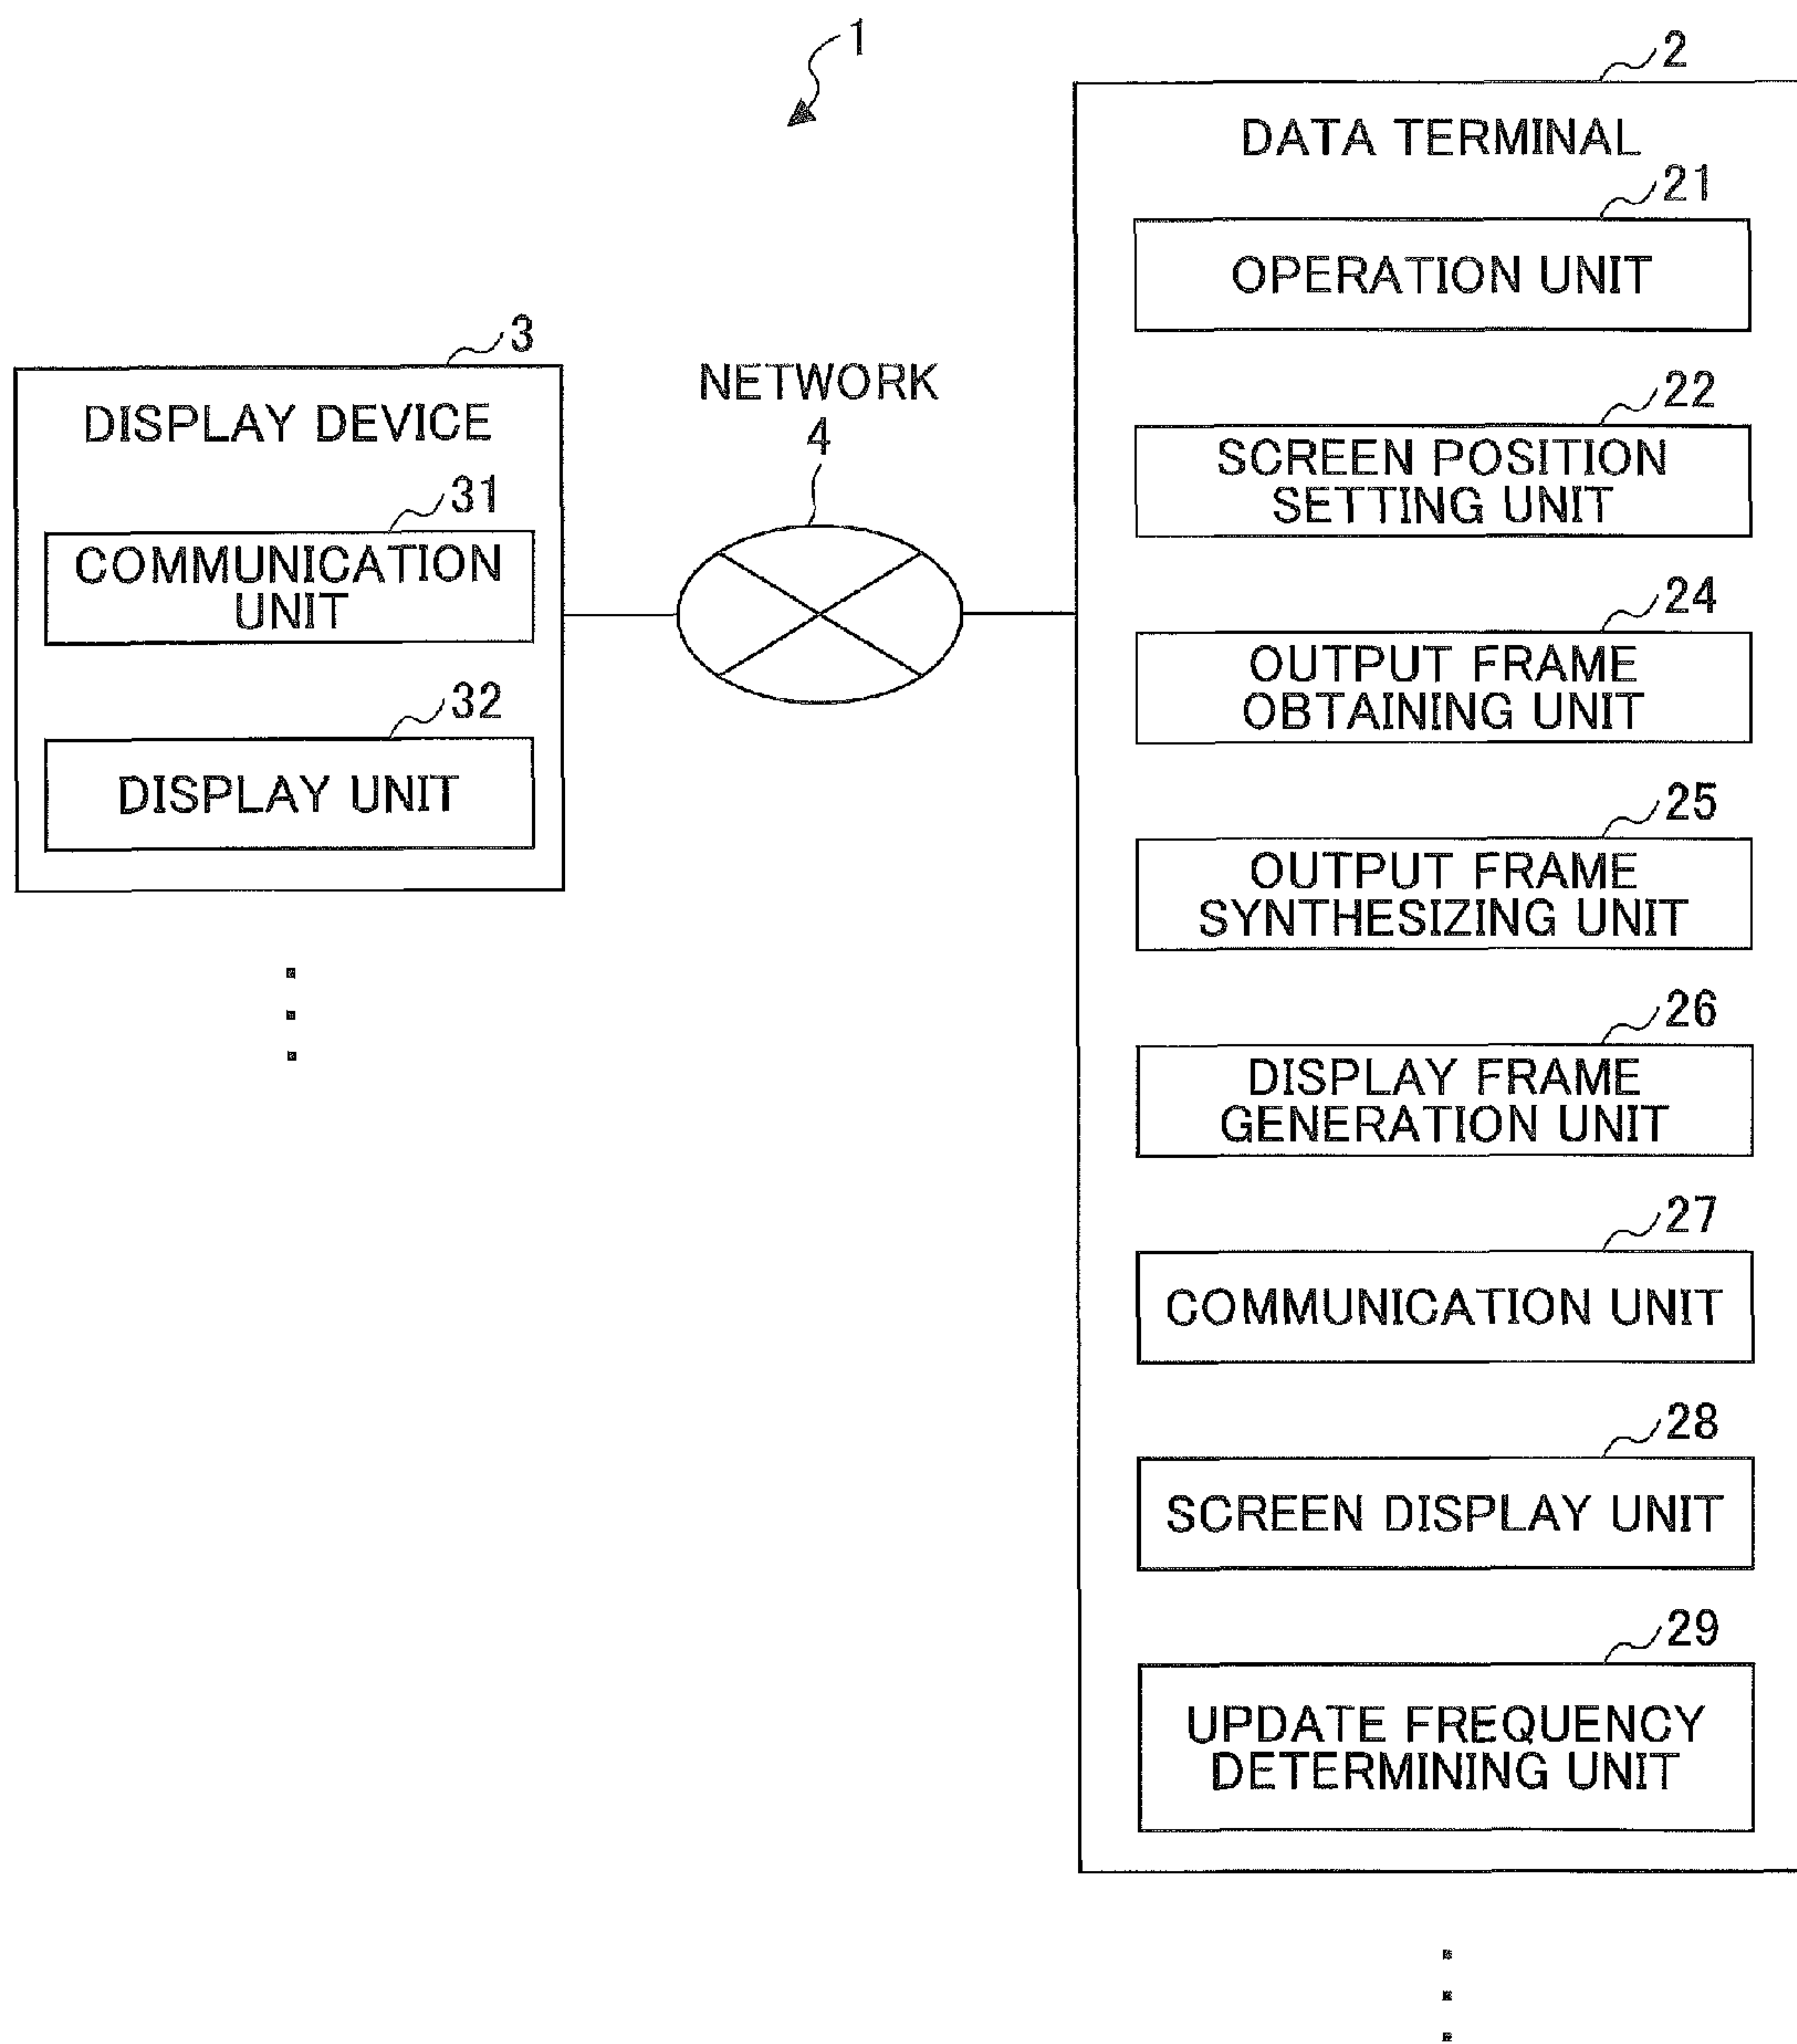 1
2
DATA TERMINAL
21
OPERATION UNIT
22
SCREEN POSITION
SETTING UNIT
24
OUTPUT FRAME
OBTAINING UNIT
25
OUTPUT FRAME
SYNTHESIZING UNIT
26
DISPLAY FRAME
GENERATION UNIT
27
COMMUNICATION UNIT
28
SCREEN DISPLAY UNIT
29
UPDATE FREQUENCY
DETERMINING UNIT
3
DISPLAY DEVICE
31
COMMUNICATION
UNIT
32
DISPLAY UNIT
NETWORK
4